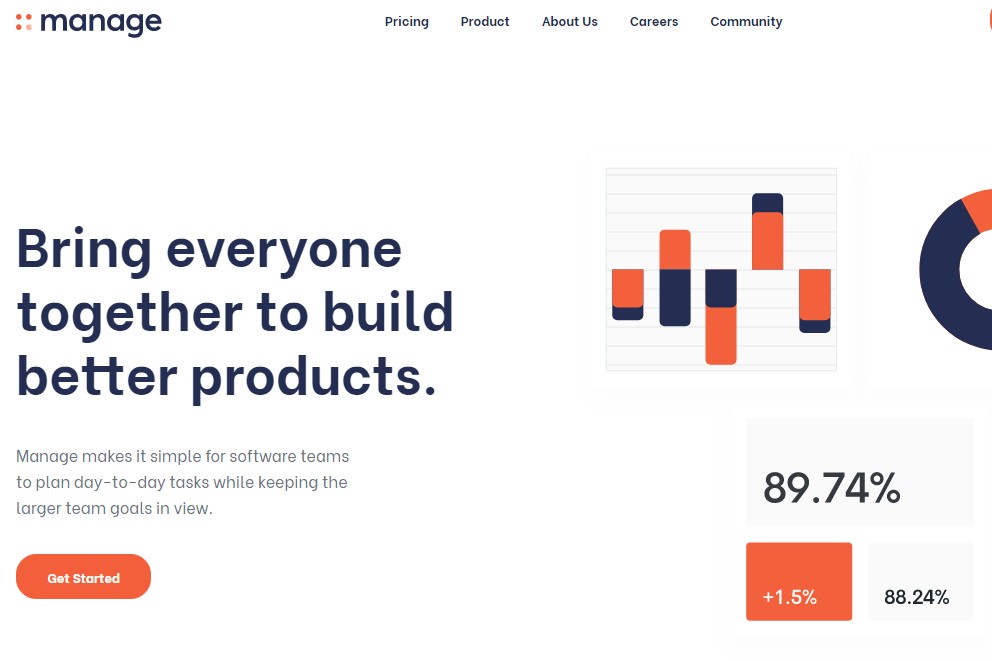 manage
Pricing
Product
About Us
Careers
Community
Bring everyone
together to build
better products.
Manage makes it simple for software teams
to plan day-to-day tasks while keeping the
larger team goals in view.
Get Started
89.74%
+1.5%
88.24%